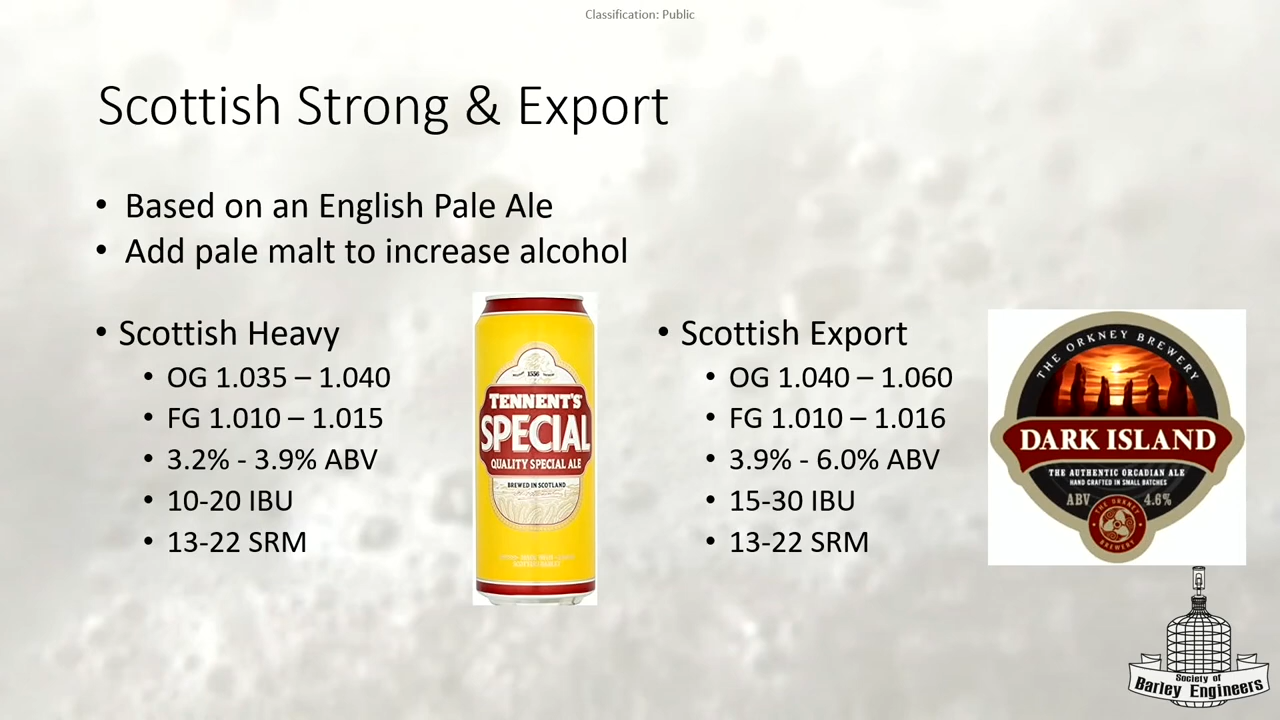 Classification: Public
Scottish Strong & Export
• Based on an English Pale Ale
• Add pale malt to increase alcohol
• Scottish Heavy
• OG 1.035 – 1.040
• FG 1.010 – 1.015
• 3.2% - 3.9% ABV
• 10-20 IBU
• 13-22 SRM
1556
TENNENT'S
SPECIAL
QUALITY SPECIAL ALE
BREWED IN SCOTLAND
• Scottish Export
• OG 1.040 – 1.060
• FG 1.010 – 1.016
• 3.9% - 6.0% ABV
• 15-30 IBU
• 13-22 SRM
THE ORKNEY BREWERY
DARK ISLAND
THE AUTHENTIC ORCADIAN ALE
HAND CRAFTED IN SMALL BATCHES
ABV 4.6%
THE ORKNEY
BREWERY
Society of
Barley Engineers